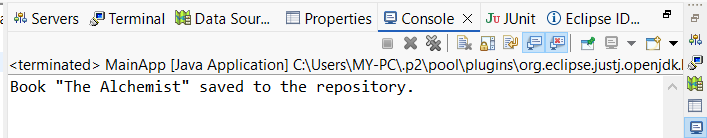 Servers Terminal Data Sour... Properties Console JUnit Eclipse ID...
<terminated> MainApp [Java Application] C:\Users\MY-PC\.p2\pool\plugins\org.eclipse.justj.openjdk.
Book "The Alchemist" saved to the repository.